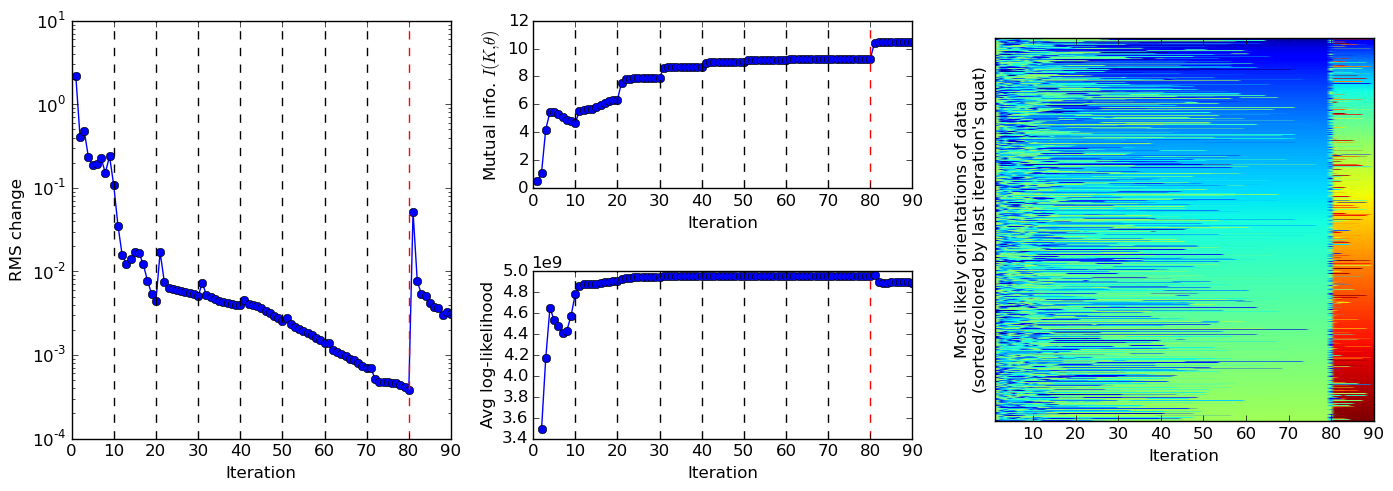 RMS change
10^1
10^0
10^-1
10^-2
10^-3
10^-4
0 10 20 30 40 50 60 70 80 90
Iteration
Mutual info. I(K,θ)
12
10
8
6
4
2
0
0 10 20 30 40 50 60 70 80 90
Iteration
Avg log-likelihood
1e9
5.0
4.8
4.6
4.4
4.2
4.0
3.8
3.6
3.4
0 10 20 30 40 50 60 70 80 90
Iteration
Most likely orientations of data
(sorted/colored by last iteration's quat)
10 20 30 40 50 60 70 80 90
Iteration